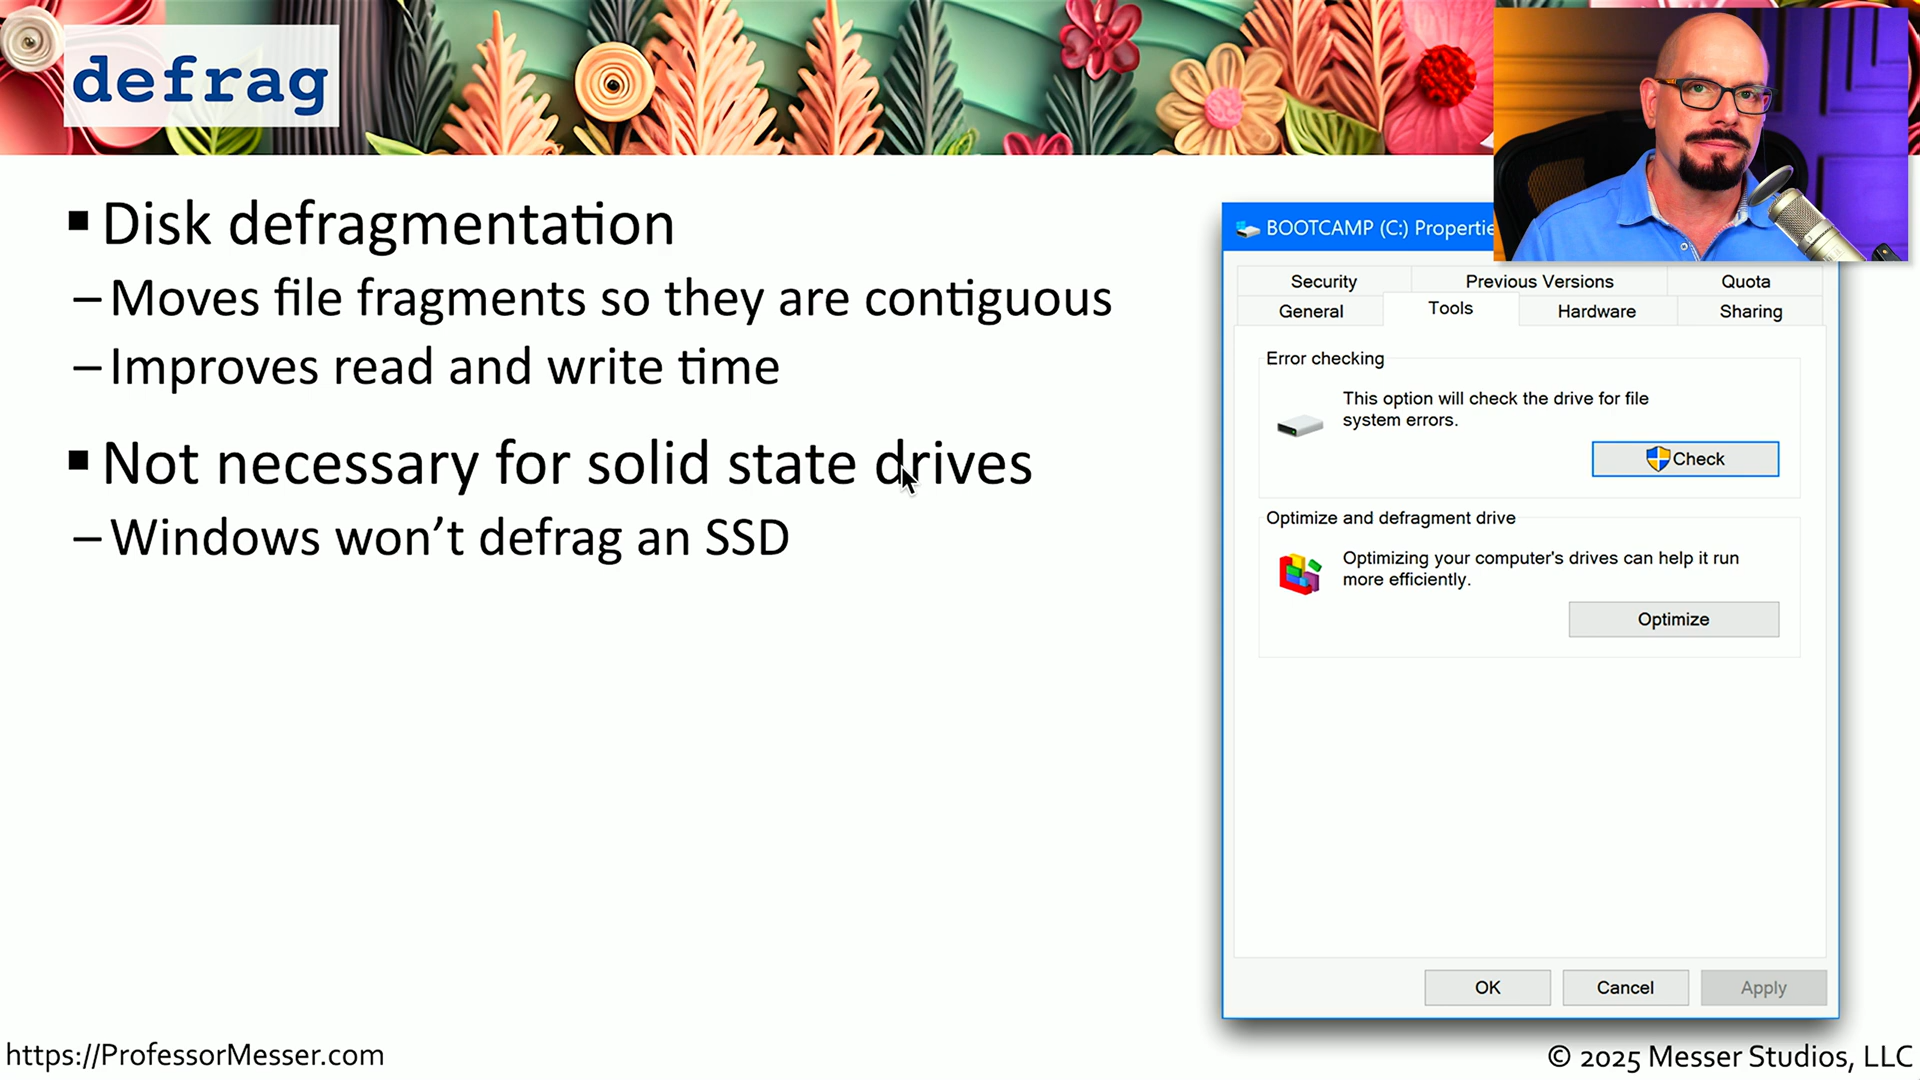 defrag
▪ Disk defragmentation
– Moves file fragments so they are contiguous
– Improves read and write time
▪ Not necessary for solid state drives
– Windows won’t defrag an SSD
BOOTCAMP (C:) Propertie
Security Previous Versions Quota
General Tools Hardware Sharing
Error checking
This option will check the drive for file
system errors.
Check
Optimize and defragment drive
Optimizing your computer's drives can help it run
more efficiently.
Optimize
OK Cancel Apply
https://ProfessorMesser.com
© 2025 Messer Studios, LLC